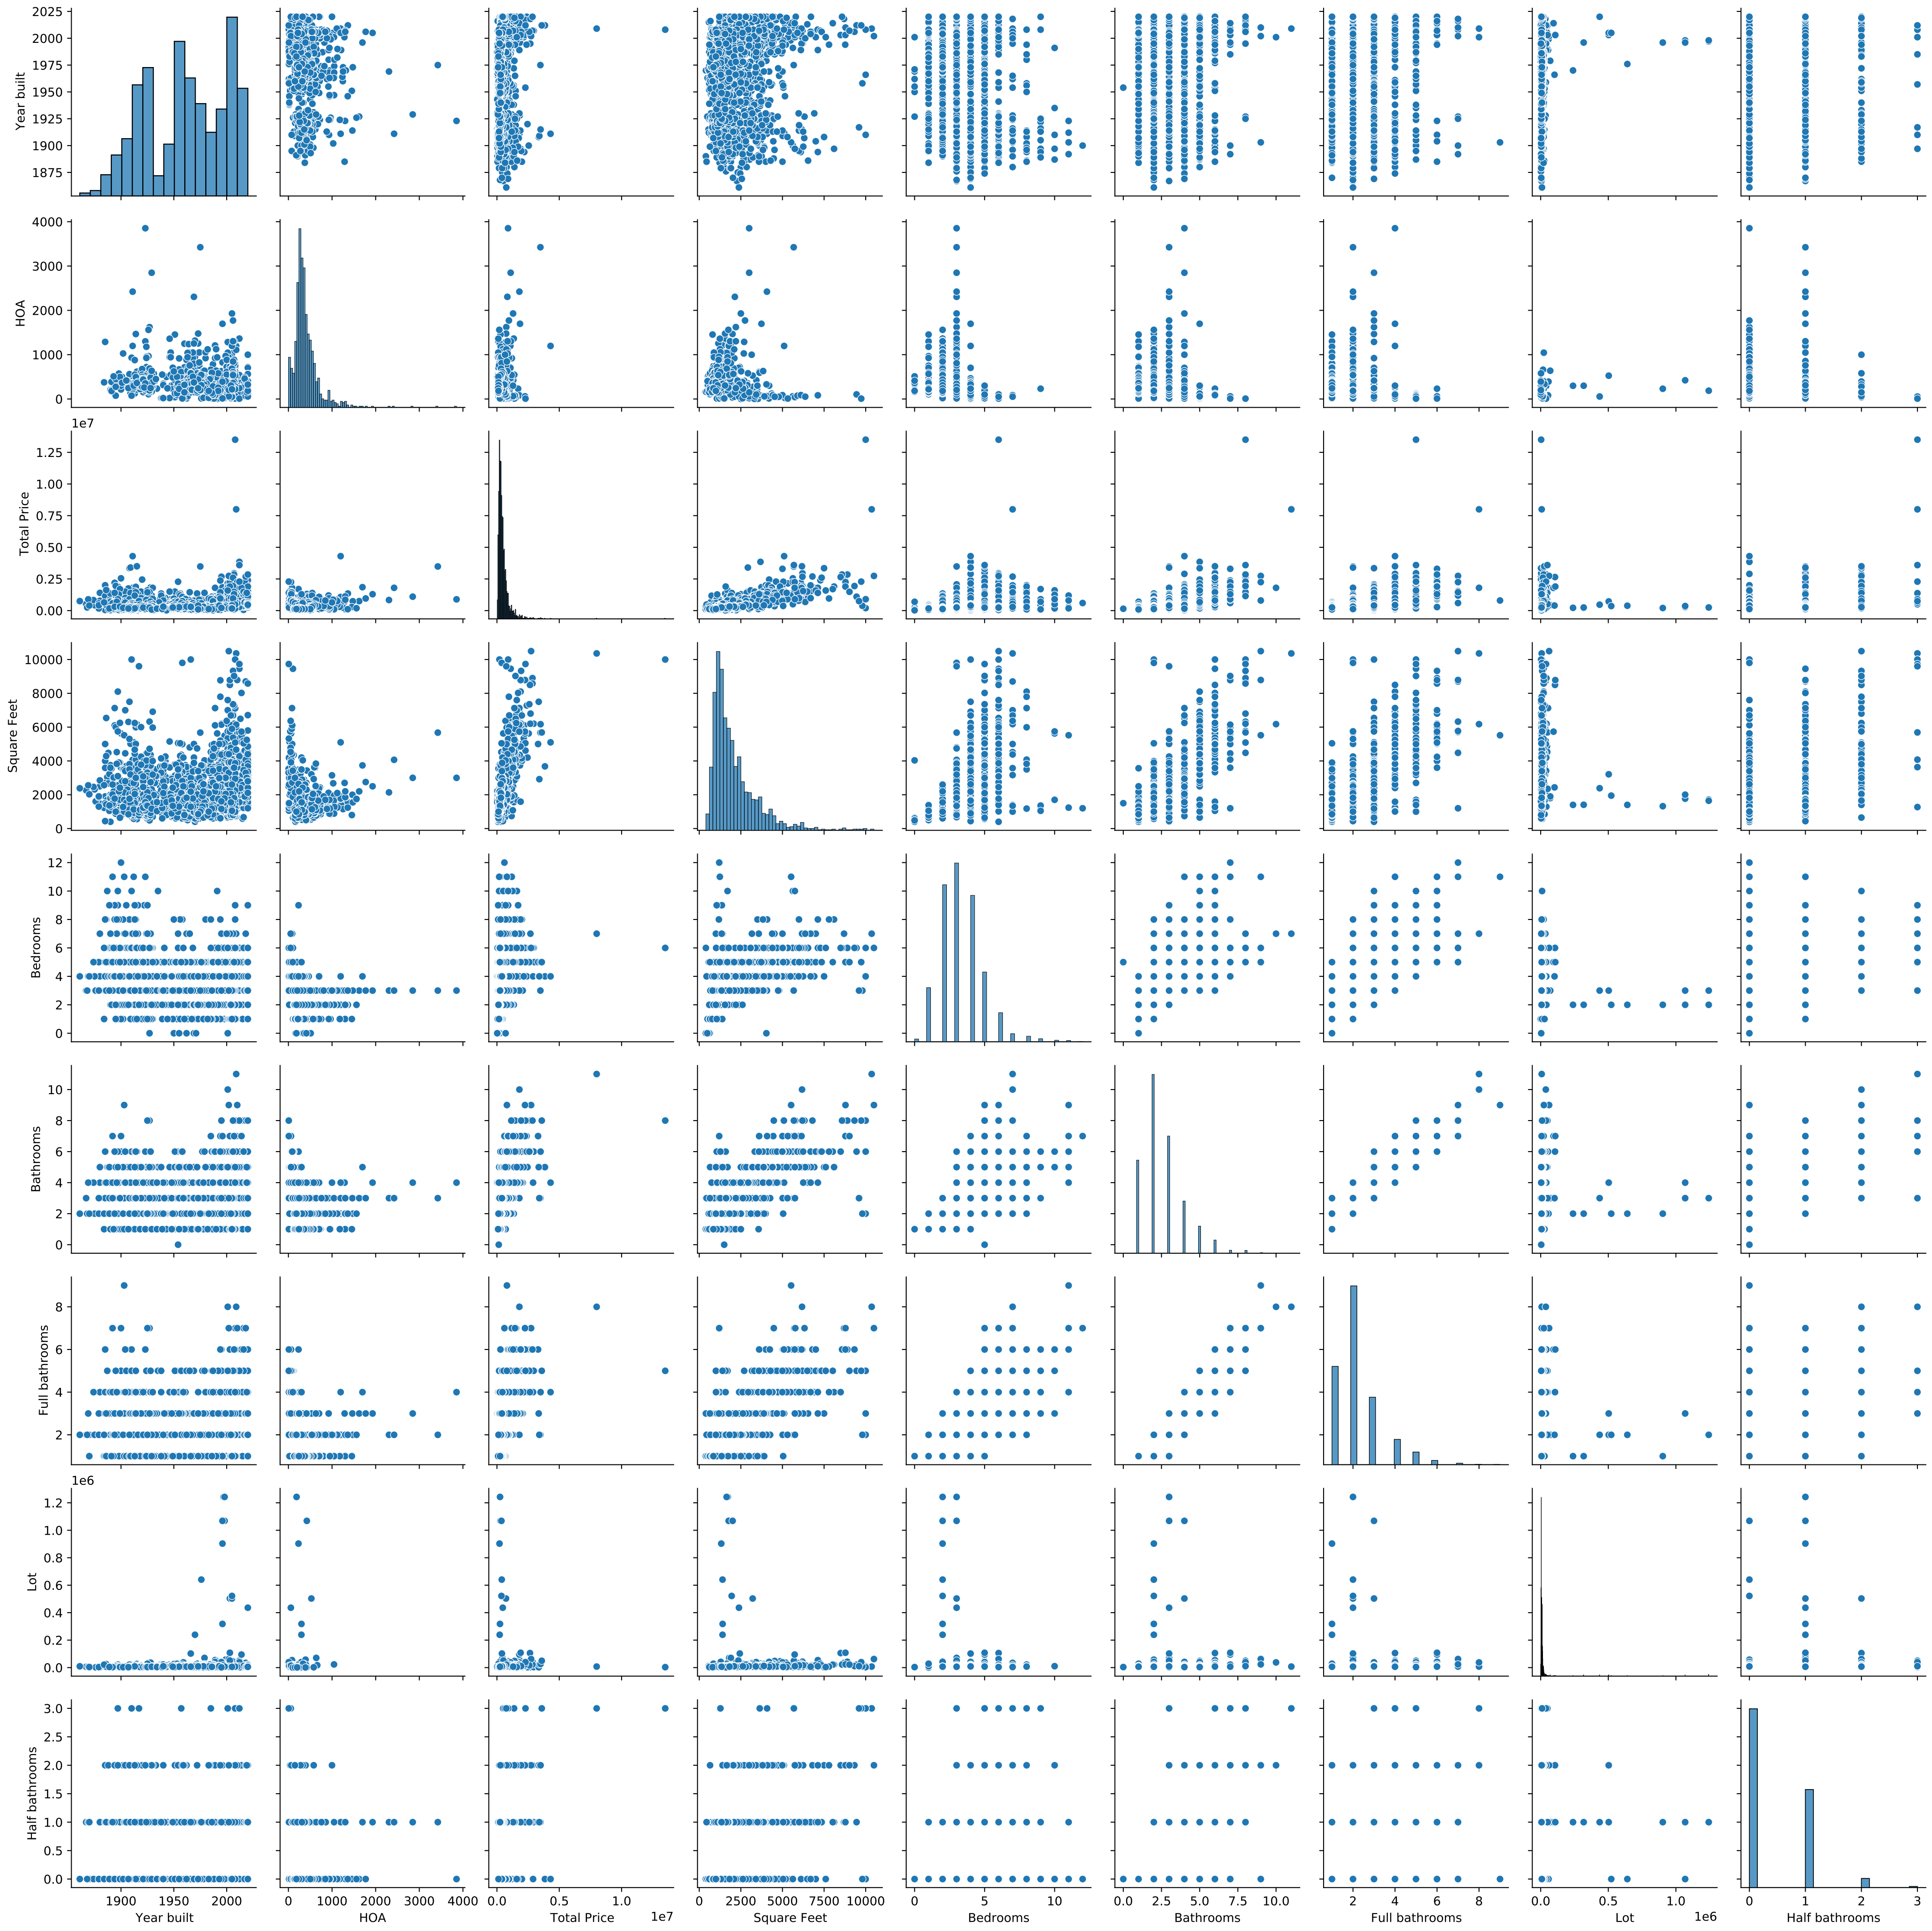 2025
2000
1975
1950
1925
1900
1875
Year built
4000
3000
2000
1000
0
HOA
1e7
1.25
1.00
0.75
0.50
0.25
0.00
Total Price
10000
8000
6000
4000
2000
0
Square Feet
12
10
8
6
4
2
0
Bedrooms
10
8
6
4
2
0
Bathrooms
8
6
4
2
Full bathrooms
1e6
1.2
1.0
0.8
0.6
0.4
0.2
0.0
Lot
3.0
2.5
2.0
1.5
1.0
0.5
0.0
Half bathrooms
1900 1950 2000
Year built
0 1000 2000 3000 4000
HOA
0.0 0.5 1.0
Total Price 1e7
0 2500 5000 7500 10000
Square Feet
0 5 10
Bedrooms
0.0 2.5 5.0 7.5 10.0
Bathrooms
2 4 6 8
Full bathrooms
0.0 0.5 1.0
Lot 1e6
0 1 2 3
Half bathrooms